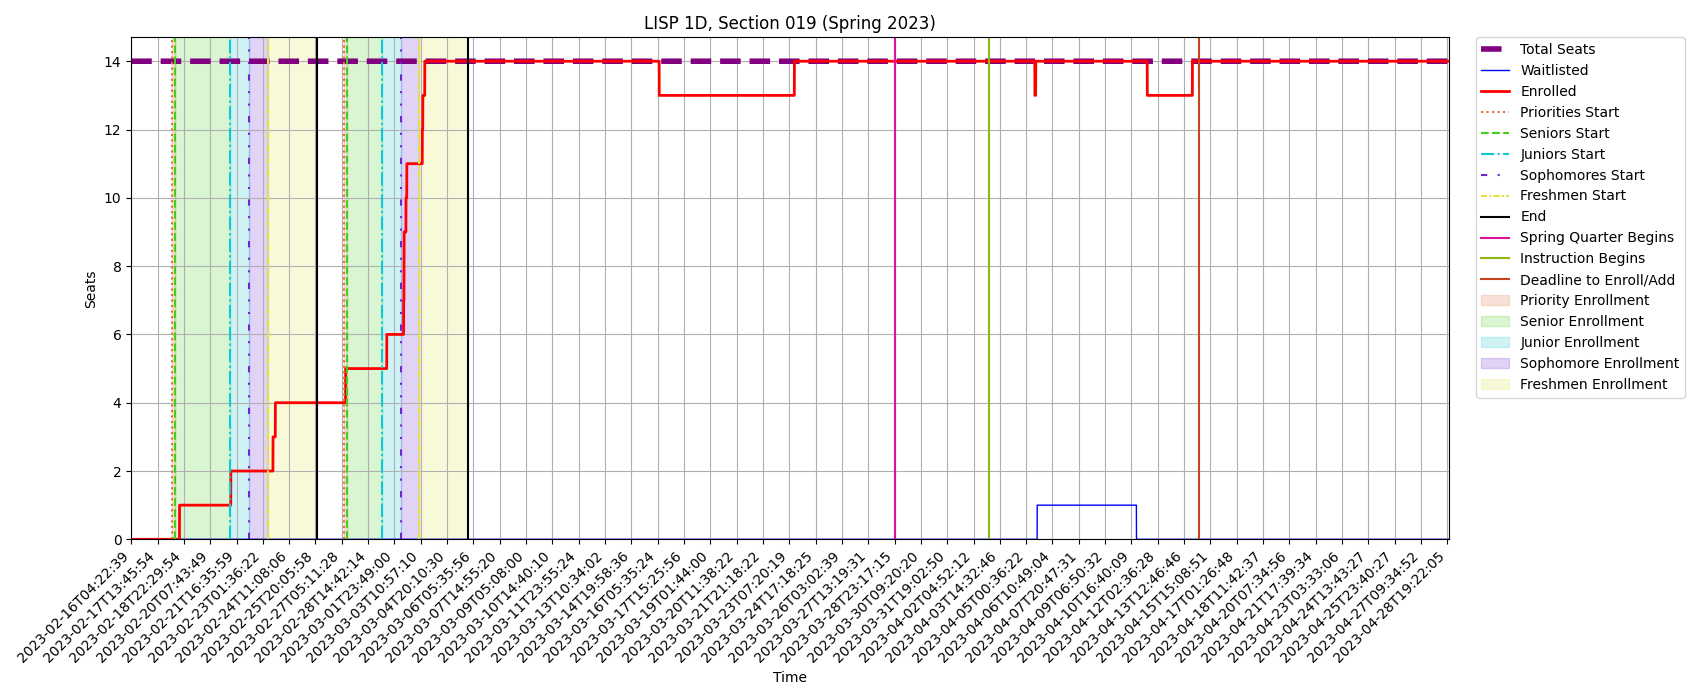 LISP 1D, Section 019 (Spring 2023)
Seats
14
12
10
8
6
4
2
0
2023-02-16T04:22:39
2023-02-17T13:45:54
2023-02-18T22:29:54
2023-02-20T07:43:49
2023-02-21T16:35:59
2023-02-23T01:36:22
2023-02-24T11:08:06
2023-02-25T20:05:58
2023-02-27T05:11:28
2023-02-28T14:42:14
2023-03-01T23:49:00
2023-03-03T10:57:10
2023-03-04T20:10:30
2023-03-06T05:35:56
2023-03-07T14:55:20
2023-03-09T05:08:00
2023-03-10T14:40:10
2023-03-11T23:55:24
2023-03-13T10:34:02
2023-03-14T19:58:36
2023-03-16T05:35:24
2023-03-17T15:25:56
2023-03-19T01:44:00
2023-03-20T11:38:22
2023-03-21T21:18:22
2023-03-23T07:20:19
2023-03-24T17:18:25
2023-03-26T03:02:39
2023-03-27T13:19:31
2023-03-28T23:17:15
2023-03-30T09:20:20
2023-03-31T19:02:50
2023-04-02T04:52:12
2023-04-03T14:32:46
2023-04-05T00:36:22
2023-04-06T10:49:04
2023-04-07T20:47:31
2023-04-09T06:50:32
2023-04-10T16:40:09
2023-04-12T02:36:28
2023-04-13T12:46:46
2023-04-15T15:08:51
2023-04-17T01:26:48
2023-04-18T11:42:37
2023-04-20T07:34:56
2023-04-21T17:39:34
2023-04-23T03:33:06
2023-04-24T13:43:27
2023-04-25T23:40:27
2023-04-27T09:34:52
2023-04-28T19:22:05
Time
Total Seats
Waitlisted
Enrolled
Priorities Start
Seniors Start
Juniors Start
Sophomores Start
Freshmen Start
End
Spring Quarter Begins
Instruction Begins
Deadline to Enroll/Add
Priority Enrollment
Senior Enrollment
Junior Enrollment
Sophomore Enrollment
Freshmen Enrollment